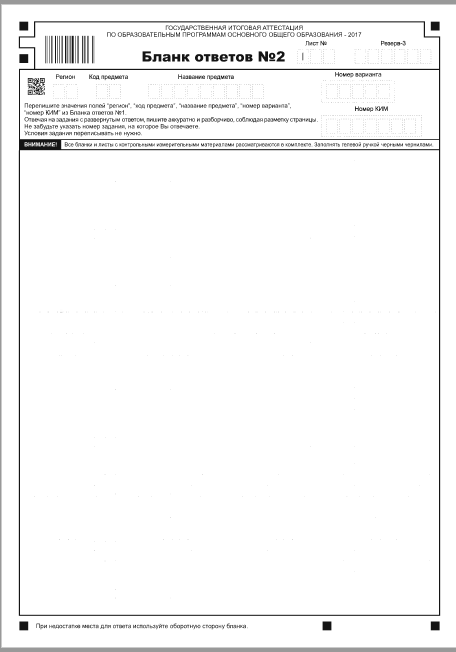 ГОСУДАРСТВЕННАЯ ИТОГОВАЯ АТТЕСТАЦИЯ
ПО ОБРАЗОВАТЕЛЬНЫМ ПРОГРАММАМ ОСНОВНОГО ОБЩЕГО ОБРАЗОВАНИЯ - 2017
Бланк ответов №2
Лист №
Резерв-3
Регион
Код предмета
Название предмета
Номер варианта
Перепишите значения полей "регион", "код предмета", "название предмета", "номер варианта",
"номер КИМ" из Бланка ответов №1.
Номер КИМ
Отвечая на задания с развернутым ответом, пишите аккуратно и разборчиво, соблюдая разметку страницы.
Не забудьте указать номер задания, на которое Вы отвечаете.
Условия задания переписывать не нужно.
ВНИМАНИЕ! Все бланки и листы с контрольными измерительными материалами рассматриваются в комплекте. Заполнять гелевой ручкой черными чернилами.
При недостатке места для ответа используйте оборотную сторону бланка.